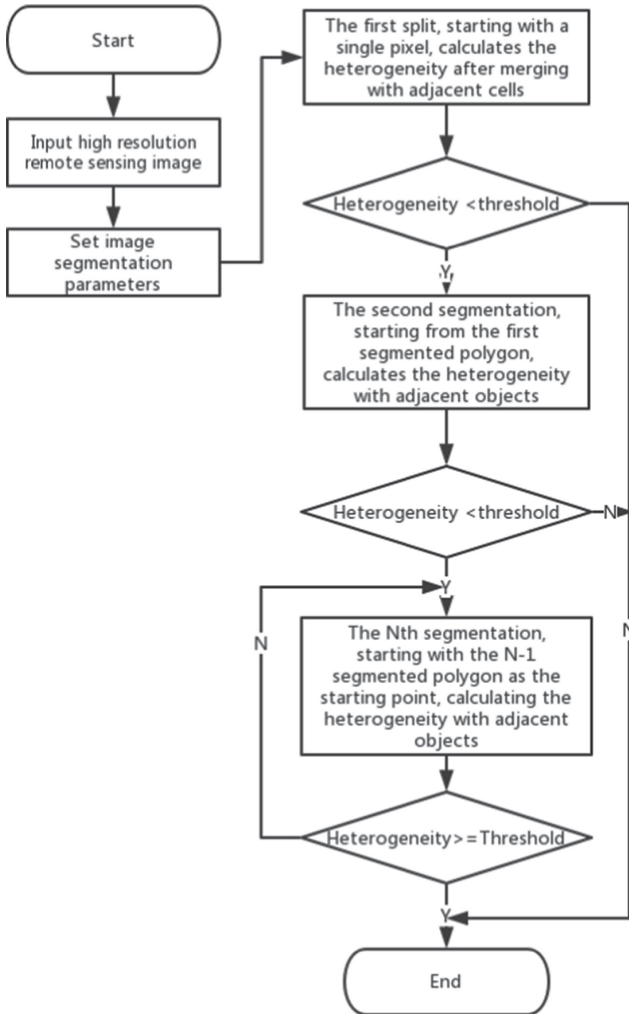 Start
Input high resolution
remote sensing image
Set image
segmentation
parameters
The first split, starting with a
single pixel, calculates the
heterogeneity after merging
with adjacent cells
Heterogeneity <threshold
Y
The second segmentation,
starting from the first
segmented polygon,
calculates the heterogeneity
with adjacent objects
Heterogeneity <threshold
N
Y
N
N
The Nth segmentation,
starting with the N-1
segmented polygon as the
starting point, calculating the
heterogeneity with adjacent
objects
Heterogeneity>=Threshold
Y
End